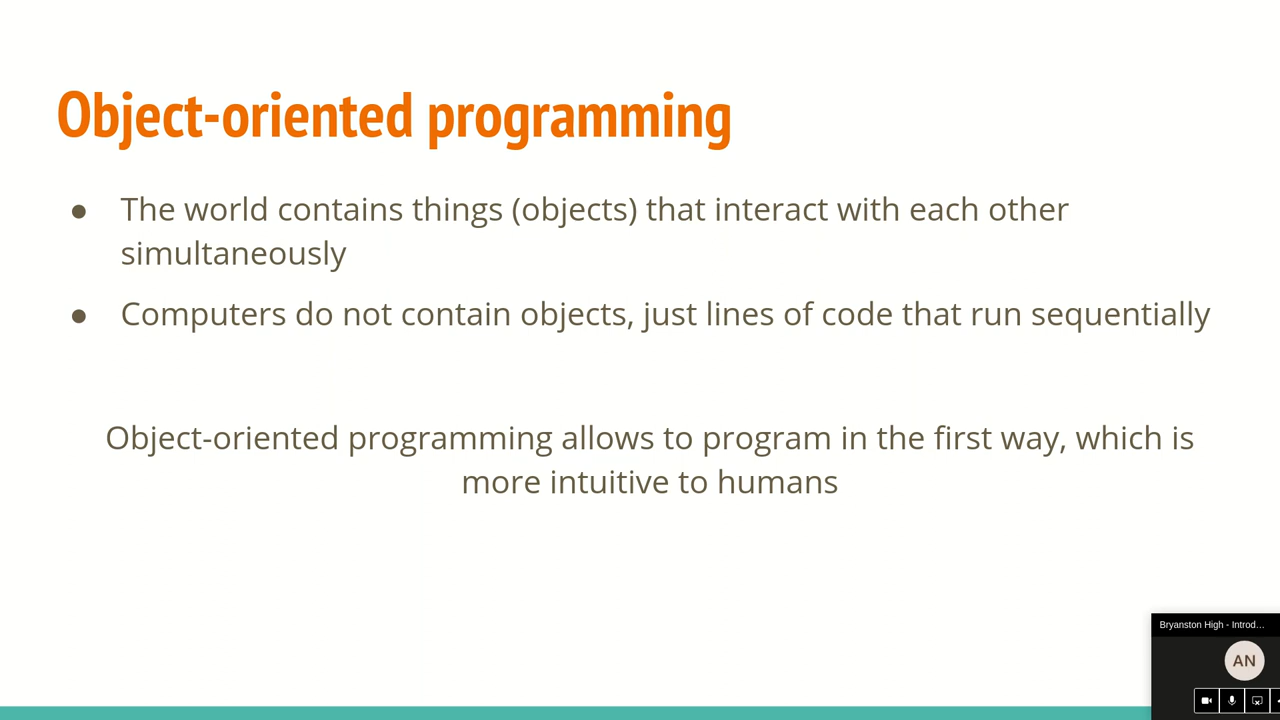 Object-oriented programming
● The world contains things (objects) that interact with each other
simultaneously
● Computers do not contain objects, just lines of code that run sequentially
Object-oriented programming allows to program in the first way, which is
more intuitive to humans
Bryanston High - Introd...
AN